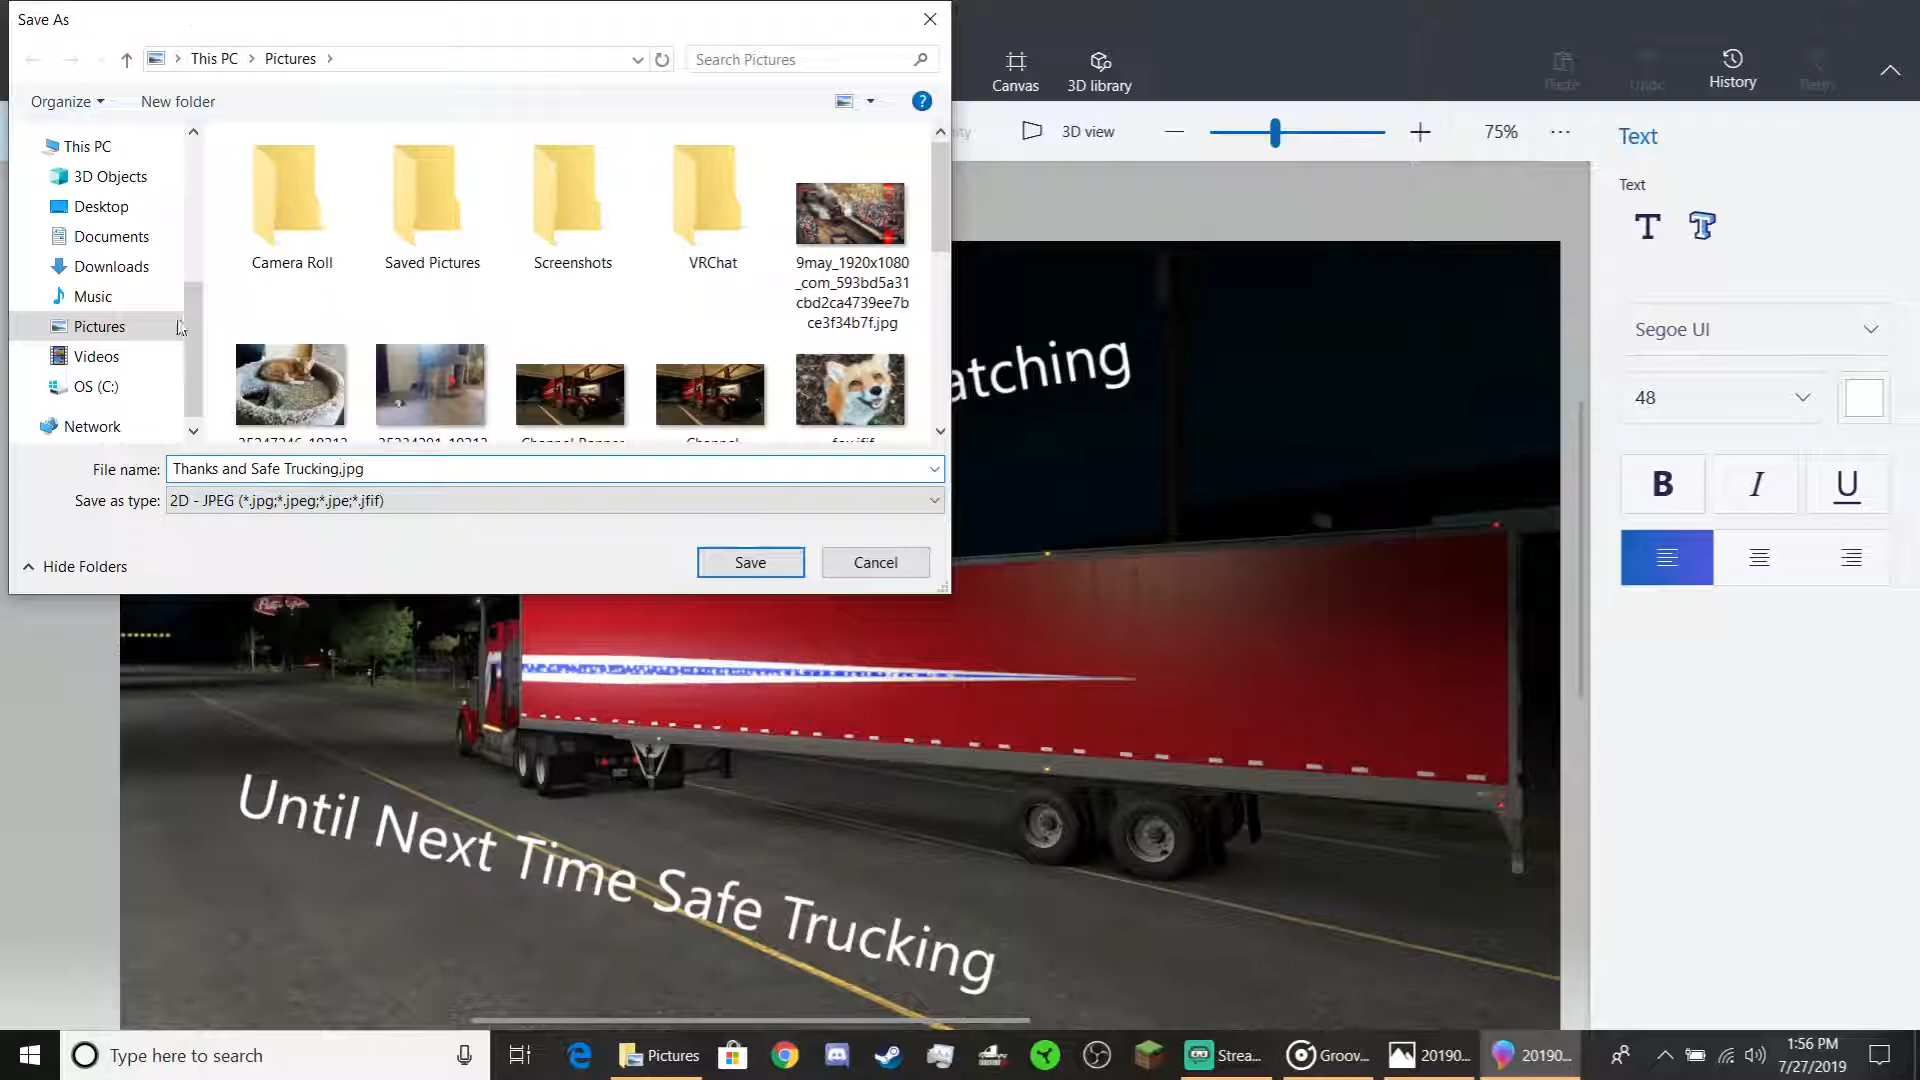 Save As
This PC
Pictures
Search Pictures
Organize
New folder
This PC
3D Objects
Desktop
Documents
Downloads
Music
Pictures
Videos
OS (C:)
Network
Camera Roll
Saved Pictures
Screenshots
VRChat
9may_1920x1080
_com_593bd5a31
cbd2ca4739ee7b
ce3f34b7f.jpg
File name:
Thanks and Safe Trucking.jpg
Save as type:
2D - JPEG (*.jpg;*.jpeg;*.jpe;*.jfif)
Hide Folders
Save
Cancel
Canvas
3D library
Paste
Undo
History
Redo
3D view
75%
Text
Text
Segoe UI
48
B
I
U
atching
Until Next Time Safe Trucking
Type here to search
Pictures
Strea...
Groov...
20190...
20190...
1:56 PM
7/27/2019